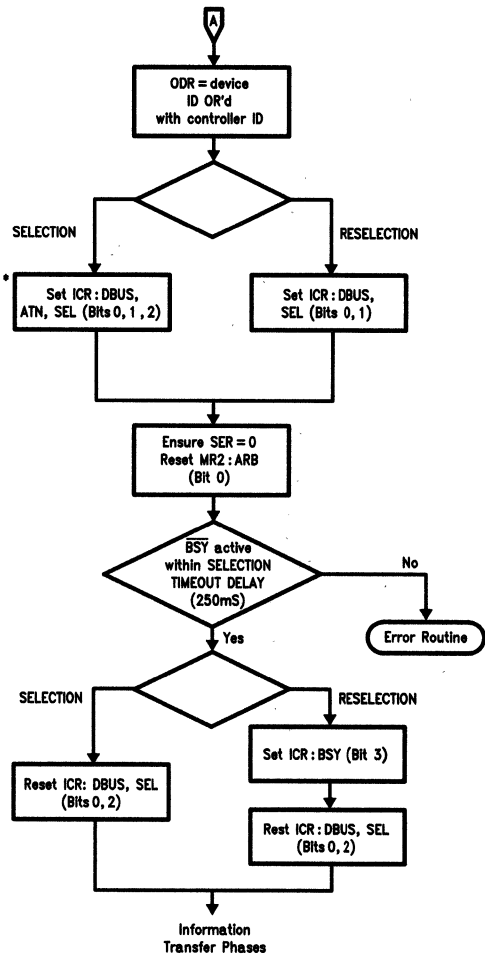 A
ODR = device
ID OR'd
with controller ID
SELECTION
RESELECTION
*
Set ICR : DBUS,
ATN, SEL (Bits 0, 1, 2)
Set ICR : DBUS,
SEL (Bits 0, 1)
Ensure SER = 0
Reset MR2 : ARB
(Bit 0)
BSY active
within SELECTION
TIMEOUT DELAY
(250mS)
No
Error Routine
Yes
SELECTION
RESELECTION
Set ICR : BSY (Bit 3)
Reset ICR: DBUS, SEL
(Bits 0, 2)
Rest ICR : DBUS, SEL
(Bits 0, 2)
Information
Transfer Phases